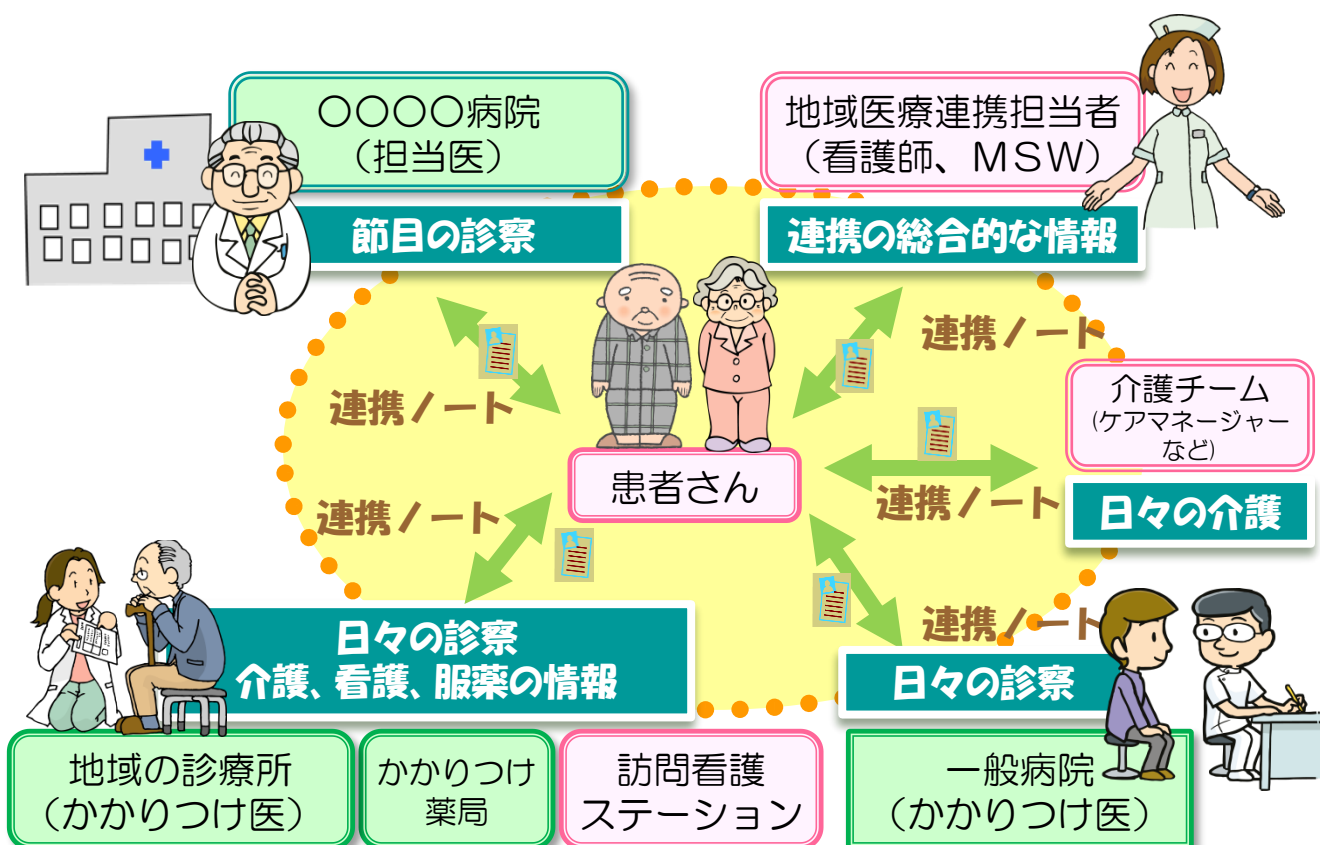 〇〇〇〇病院
（担当医）
節目の診察
地域医療連携担当者
（看護師、ＭＳＷ）
連携の総合的な情報
連携ノート
連携ノート
介護チーム
(ケアマネージャー
など)
日々の介護
連携ノート
患者さん
連携ノート
連携ノート
日々の診察
介護、看護、服薬の情報
日々の診察
地域の診療所
（かかりつけ医）
かかりつけ
薬局
訪問看護
ステーション
一般病院
（かかりつけ医）